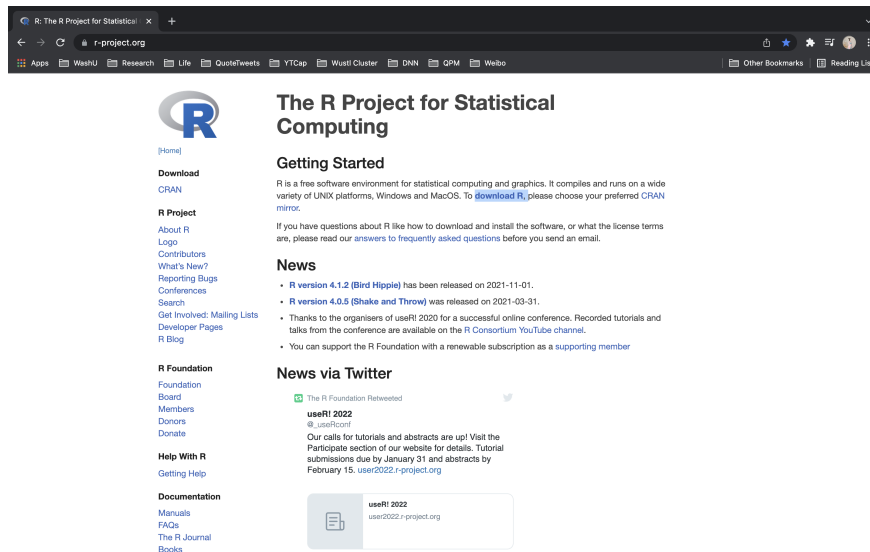 R: The R Project for Statistical
r-project.org
Apps WashU Research Life QuoteTweets YTCap Wustl Cluster DNN QPM Weibo Other Bookmarks Reading Lis
R
[Home]
Download
CRAN
R Project
About R
Logo
Contributors
What's New?
Reporting Bugs
Conferences
Search
Get Involved: Mailing Lists
Developer Pages
R Blog
R Foundation
Foundation
Board
Members
Donors
Donate
Help With R
Getting Help
Documentation
Manuals
FAQs
The R Journal
Books
The R Project for Statistical
Computing
Getting Started
R is a free software environment for statistical computing and graphics. It compiles and runs on a wide
variety of UNIX platforms, Windows and MacOS. To download R, please choose your preferred CRAN
mirror.
If you have questions about R like how to download and install the software, or what the license terms
are, please read our answers to frequently asked questions before you send an email.
News
• R version 4.1.2 (Bird Hippie) has been released on 2021-11-01.
• R version 4.0.5 (Shake and Throw) was released on 2021-03-31.
• Thanks to the organisers of useR! 2020 for a successful online conference. Recorded tutorials and
talks from the conference are available on the R Consortium YouTube channel.
• You can support the R Foundation with a renewable subscription as a supporting member
News via Twitter
The R Foundation Retweeted
useR! 2022
@_useRconf
Our calls for tutorials and abstracts are up! Visit the
Participate section of our website for details. Tutorial
submissions due by January 31 and abstracts by
February 15. user2022.r-project.org
useR! 2022
user2022.r-project.org